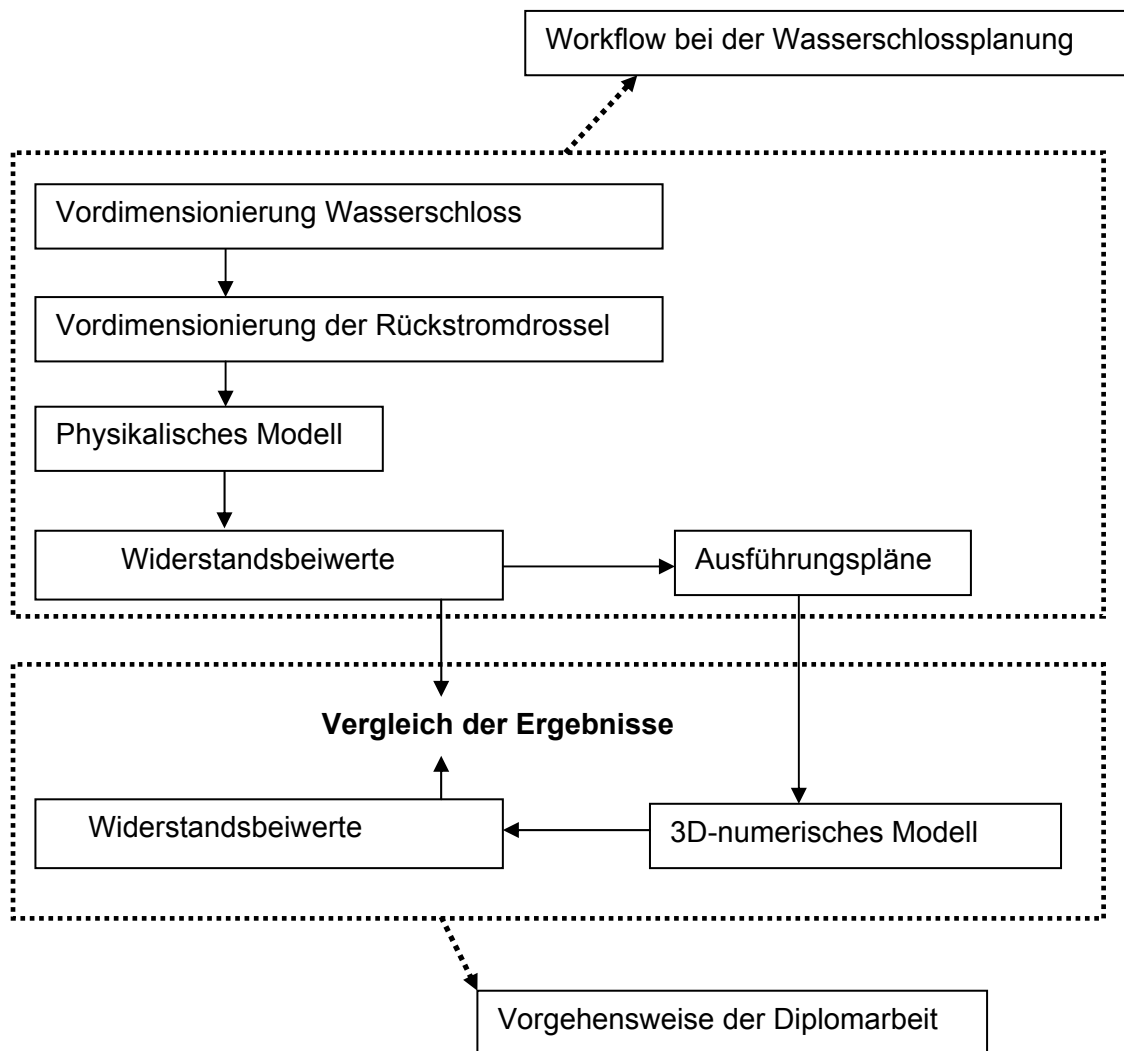 Workflow bei der Wasserschlossplanung
Vordimensionierung Wasserschloss
Vordimensionierung der Rückstromdrossel
Physikalisches Modell
Widerstandsbeiwerte
Ausführungspläne
Vergleich der Ergebnisse
Widerstandsbeiwerte
3D-numerisches Modell
Vorgehensweise der Diplomarbeit